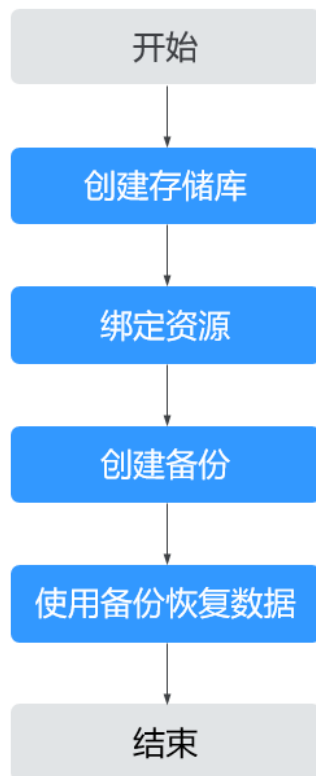 开始
创建存储库
绑定资源
创建备份
使用备份恢复数据
结束